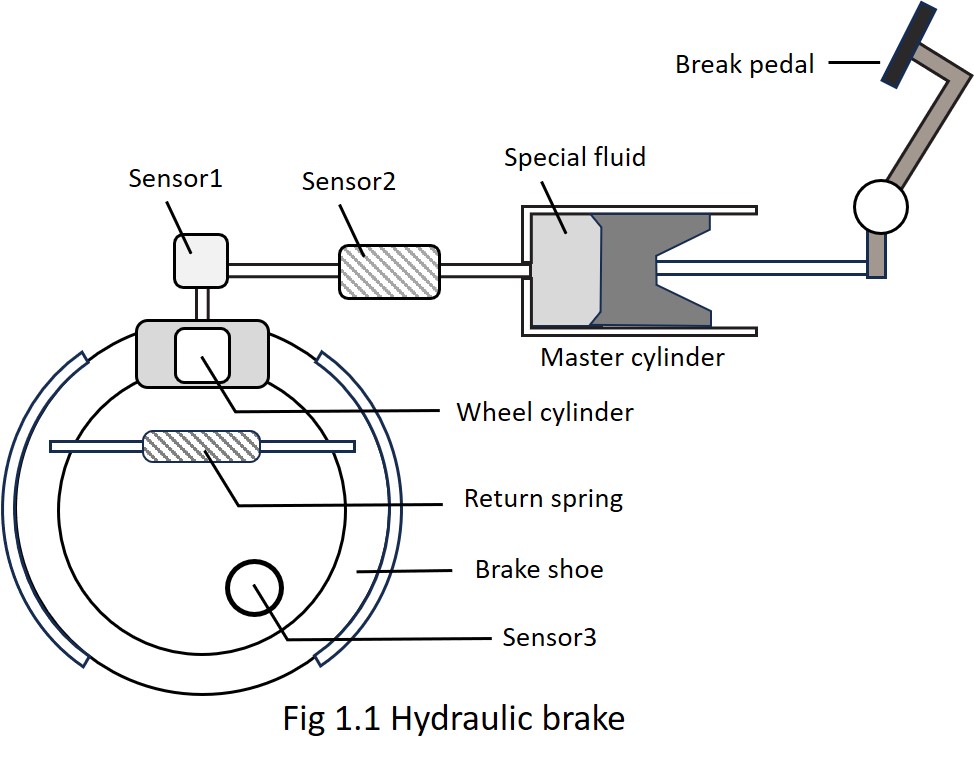 Break pedal
Special fluid
Sensor1
Sensor2
Master cylinder
Wheel cylinder
Return spring
Brake shoe
Sensor3
Fig 1.1 Hydraulic brake